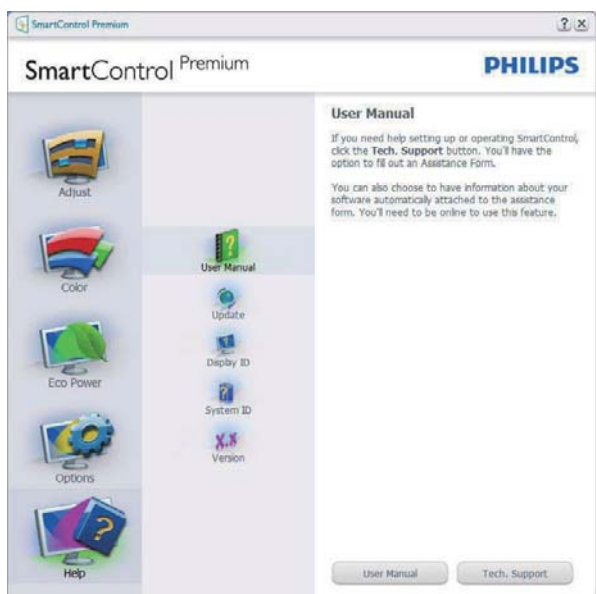 SmartControl Premium
? x
SmartControl Premium
PHILIPS
Adjust
Color
Eco Power
Options
Help
User Manual
Update
Display ID
System ID
X.X
Version
User Manual
If you need help setting up or operating SmartControl,
click the Tech. Support button. You'll have the
option to fill out an Assistance Form.
You can also choose to have information about your
software automatically attached to the assistance
form. You'll need to be online to use this feature.
User Manual
Tech. Support